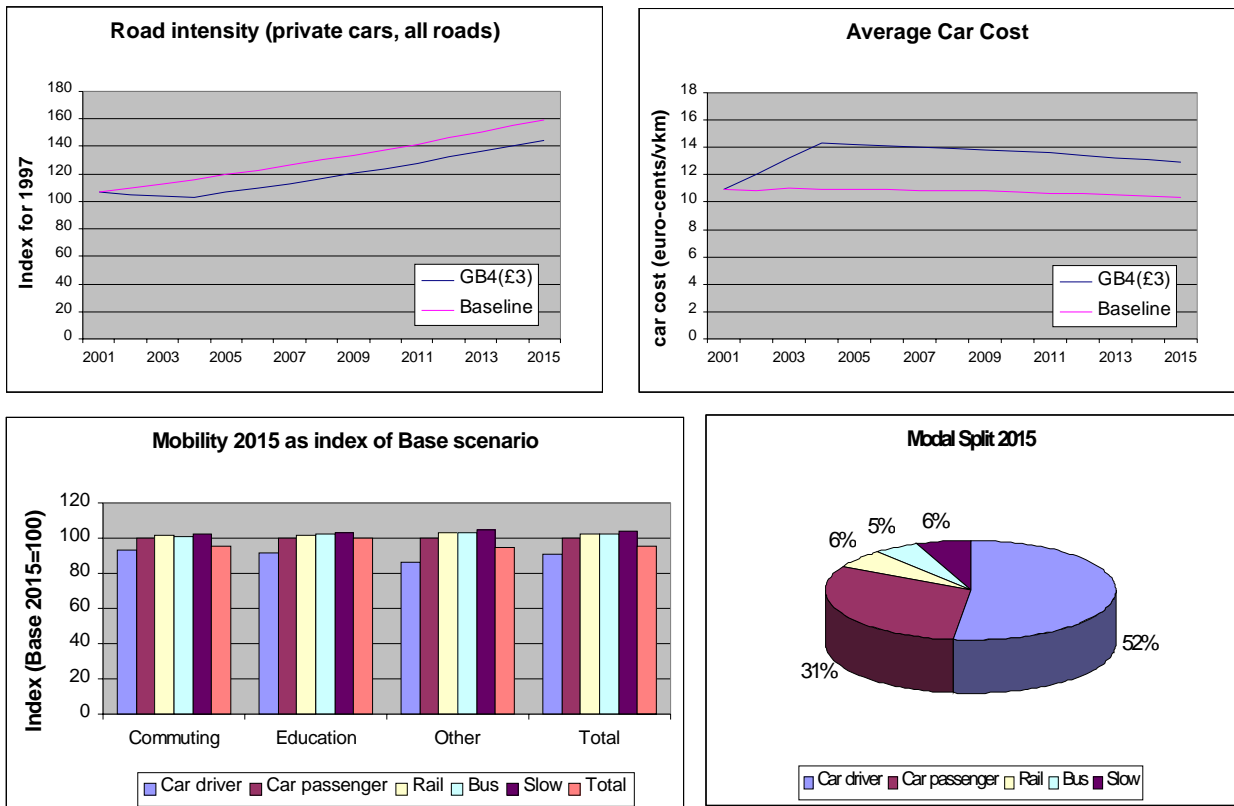 Road intensity (private cars, all roads)
Index for 1997
180
160
140
120
100
80
60
40
20
0
GB4(£3)
Baseline
2001 2003 2005 2007 2009 2011 2013 2015
Average Car Cost
car cost (euro-cents/vkm)
18
16
14
12
10
8
6
4
2
0
GB4(£3)
Baseline
2001 2003 2005 2007 2009 2011 2013 2015
Mobility 2015 as index of Base scenario
Index (Base 2015=100)
120
100
80
60
40
20
0
Commuting Education Other Total
Car driver Car passenger Rail Bus Slow Total
Modal Split 2015
6%
5%
6%
31%
52%
Car driver Car passenger Rail Bus Slow